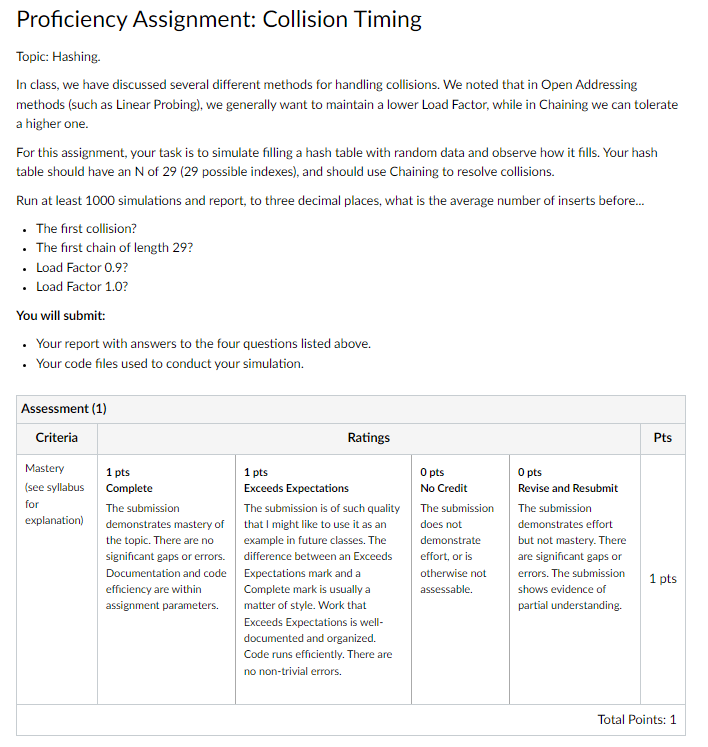 Proficiency Assignment: Collision Timing
Topic: Hashing.
In class, we have discussed several different methods for handling collisions. We noted that in Open Addressing
methods (such as Linear Probing), we generally want to maintain a lower Load Factor, while in Chaining we can tolerate
a higher one.
For this assignment, your task is to simulate filling a hash table with random data and observe how it fills. Your hash
table should have an N of 29 (29 possible indexes), and should use Chaining to resolve collisions.
Run at least 1000 simulations and report, to three decimal places, what is the average number of inserts before...
• The first collision?
• The first chain of length 29?
• Load Factor 0.9?
• Load Factor 1.0?
You will submit:
• Your report with answers to the four questions listed above.
• Your code files used to conduct your simulation.
Assessment (1)
Criteria
Ratings
Pts
Mastery
(see syllabus
for
explanation)
1 pts
Complete
The submission
demonstrates mastery of
the topic. There are no
significant gaps or errors.
Documentation and code
efficiency are within
assignment parameters.
1 pts
Exceeds Expectations
The submission is of such quality
that I might like to use it as an
example in future classes. The
difference between an Exceeds
Expectations mark and a
Complete mark is usually a
matter of style. Work that
Exceeds Expectations is well-
documented and organized.
Code runs efficiently. There are
no non-trivial errors.
0 pts
No Credit
The submission
does not
demonstrate
effort, or is
otherwise not
assessable.
0 pts
Revise and Resubmit
The submission
demonstrates effort
but not mastery. There
are significant gaps or
errors. The submission
shows evidence of
partial understanding.
1 pts
Total Points: 1